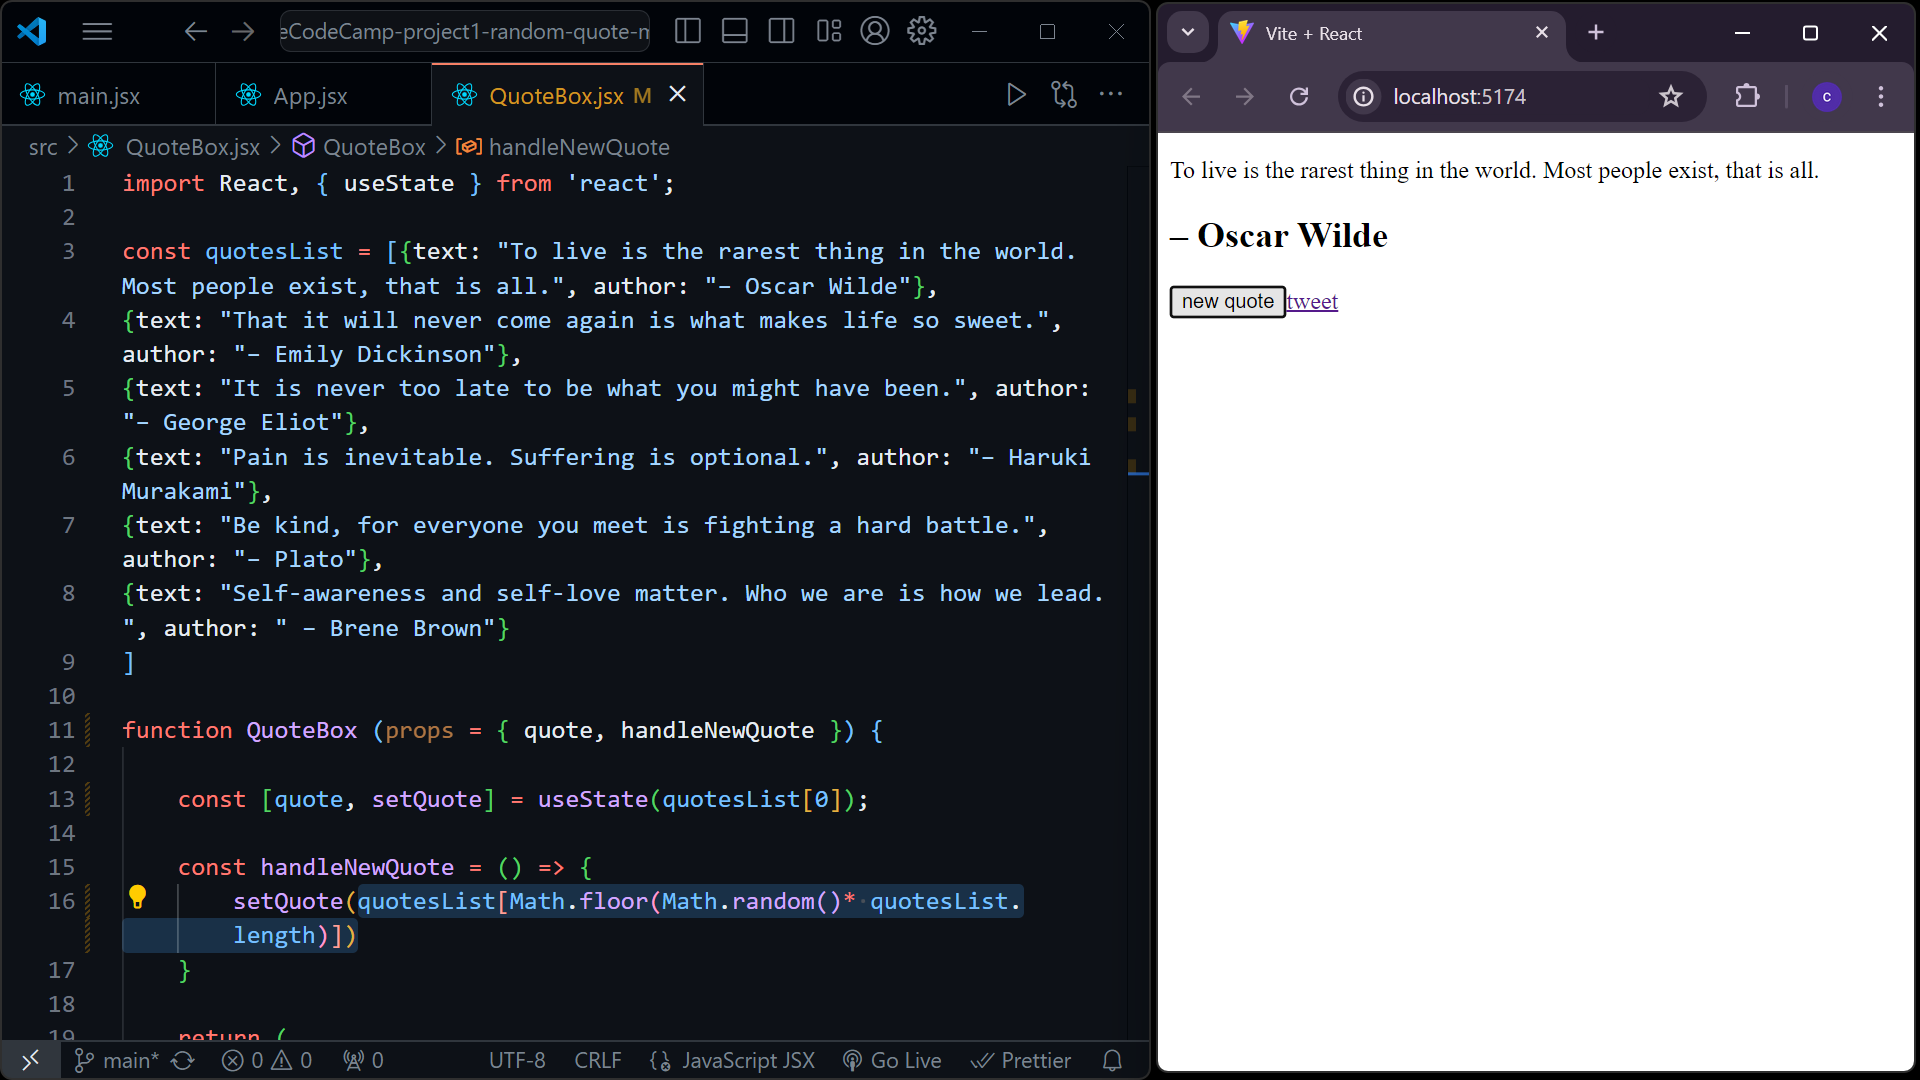 eCodeCamp-project1-random-quote-m
main.jsx
App.jsx
QuoteBox.jsx M
src > QuoteBox.jsx > QuoteBox > handleNewQuote
1 import React, { useState } from 'react';
2
3 const quotesList = [{text: "To live is the rarest thing in the world.
Most people exist, that is all.", author: "– Oscar Wilde"},
4 {text: "That it will never come again is what makes life so sweet.",
author: "– Emily Dickinson"},
5 {text: "It is never too late to be what you might have been.", author:
"– George Eliot"},
6 {text: "Pain is inevitable. Suffering is optional.", author: "– Haruki
Murakami"},
7 {text: "Be kind, for everyone you meet is fighting a hard battle.",
author: "– Plato"},
8 {text: "Self-awareness and self-love matter. Who we are is how we lead.
", author: " – Brene Brown"}
9 ]
10
11 function QuoteBox (props = { quote, handleNewQuote }) {
12
13 const [quote, setQuote] = useState(quotesList[0]);
14
15 const handleNewQuote = () => {
16 setQuote(quotesList[Math.floor(Math.random()* quotesList.
length)])
17 }
18
19 return (
main* 0 0 0 UTF-8 CRLF JavaScript JSX Go Live Prettier
Vite + React
localhost:5174
c
To live is the rarest thing in the world. Most people exist, that is all.
– Oscar Wilde
new quote tweet